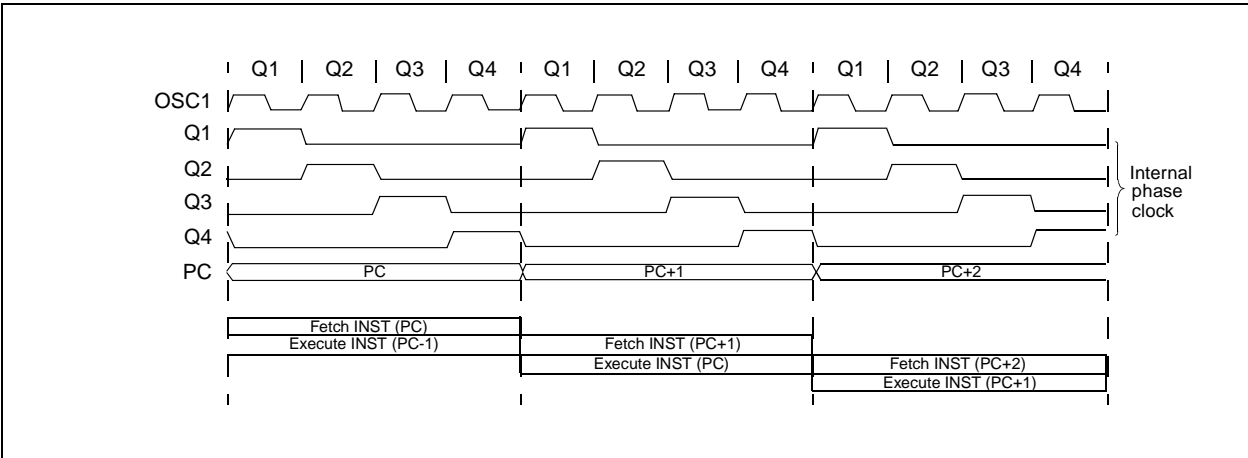 Q1 | Q2 | Q3 | Q4 Q1 | Q2 | Q3 | Q4 Q1 | Q2 | Q3 | Q4
OSC1
Q1
Q2
Q3
Q4
Internal
phase
clock
PC PC PC+1 PC+2
Fetch INST (PC)
Execute INST (PC-1) Fetch INST (PC+1)
Execute INST (PC) Fetch INST (PC+2)
Execute INST (PC+1)